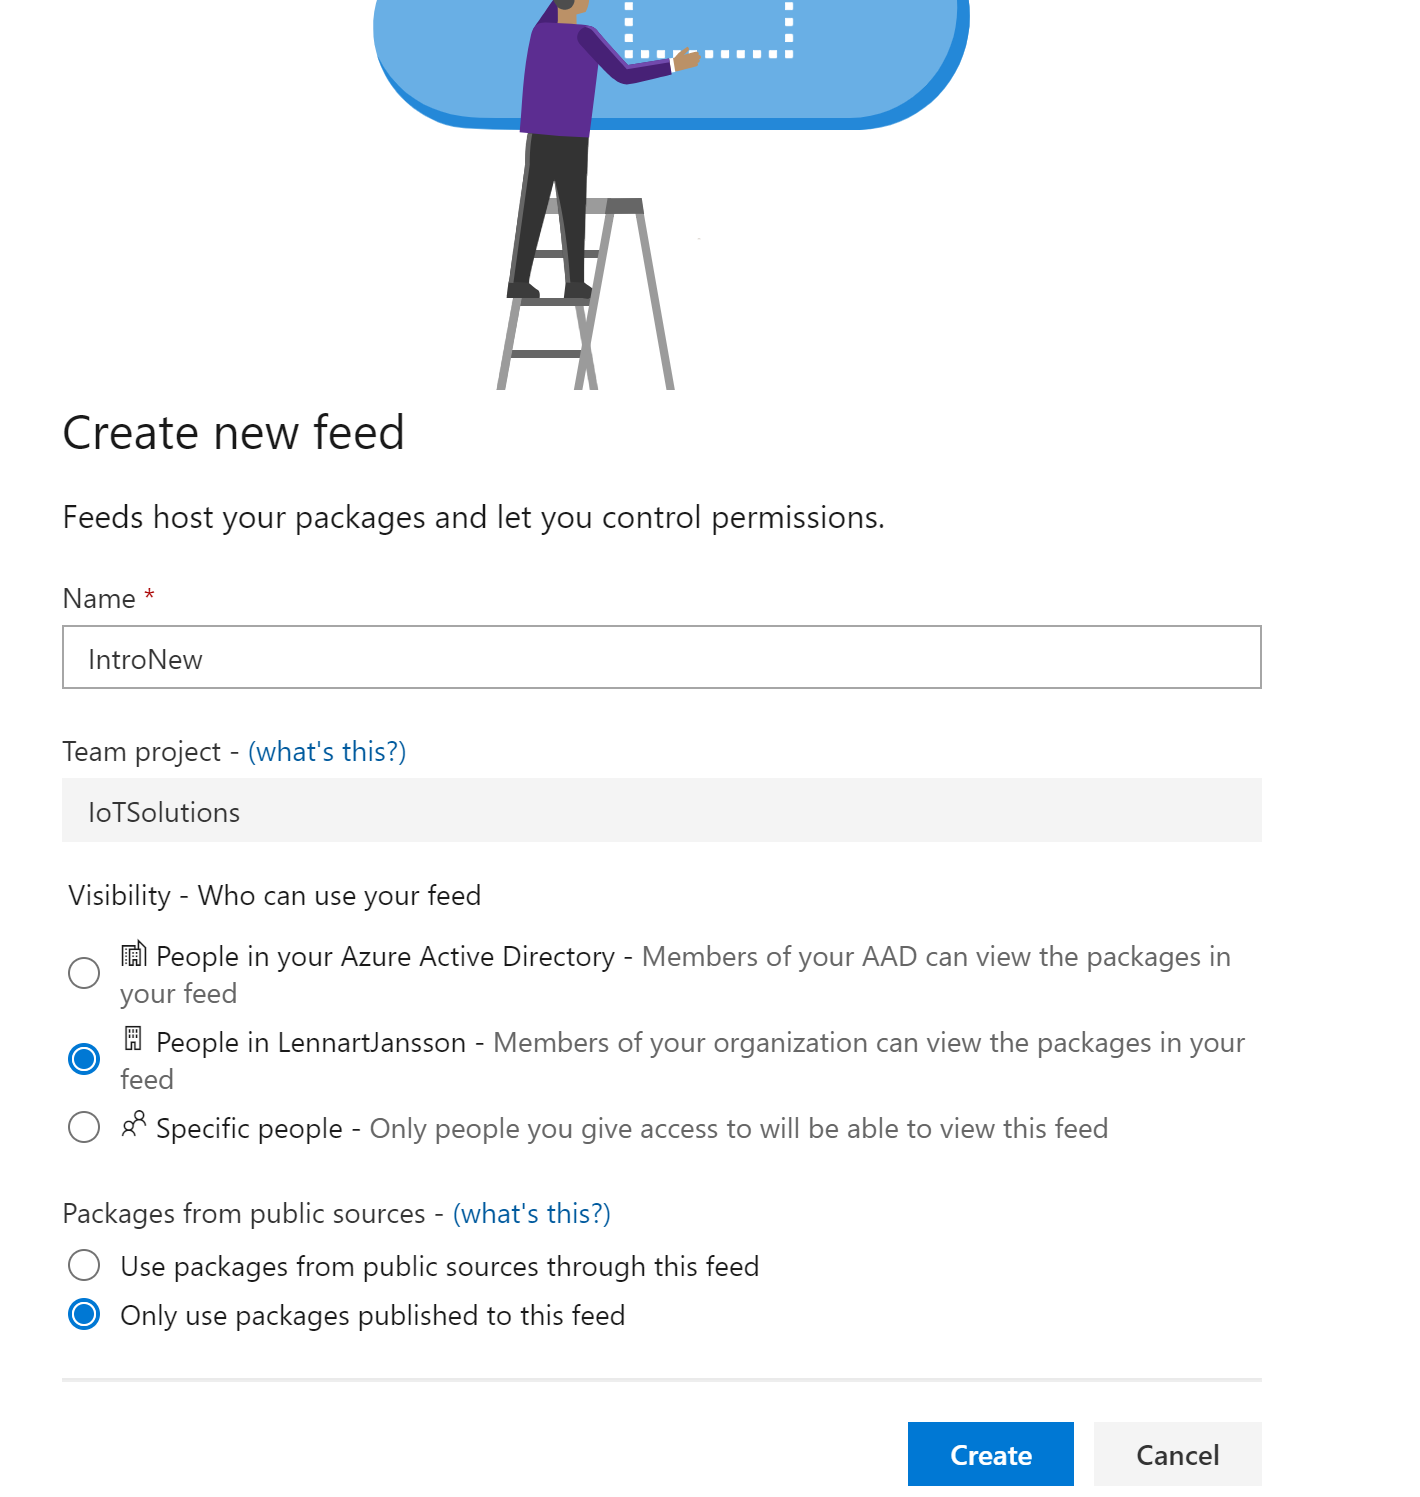 Create new feed
Feeds host your packages and let you control permissions.
Name *
IntroNew
Team project - (what's this?)
IoTSolutions
Visibility - Who can use your feed
People in your Azure Active Directory - Members of your AAD can view the packages in
your feed
People in LennartJansson - Members of your organization can view the packages in your
feed
Specific people - Only people you give access to will be able to view this feed
Packages from public sources - (what's this?)
Use packages from public sources through this feed
Only use packages published to this feed
Create Cancel